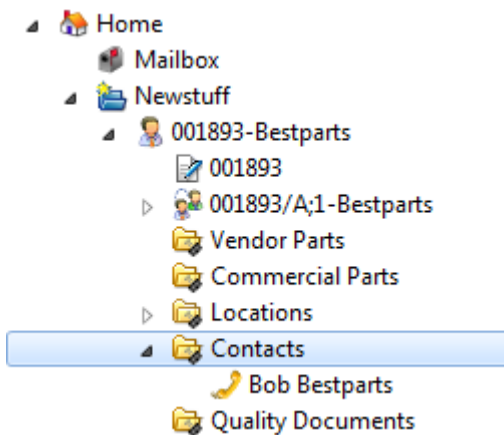 Home
Mailbox
Newstuff
001893-Bestparts
001893
001893/A;1-Bestparts
Vendor Parts
Commercial Parts
Locations
Contacts
Bob Bestparts
Quality Documents